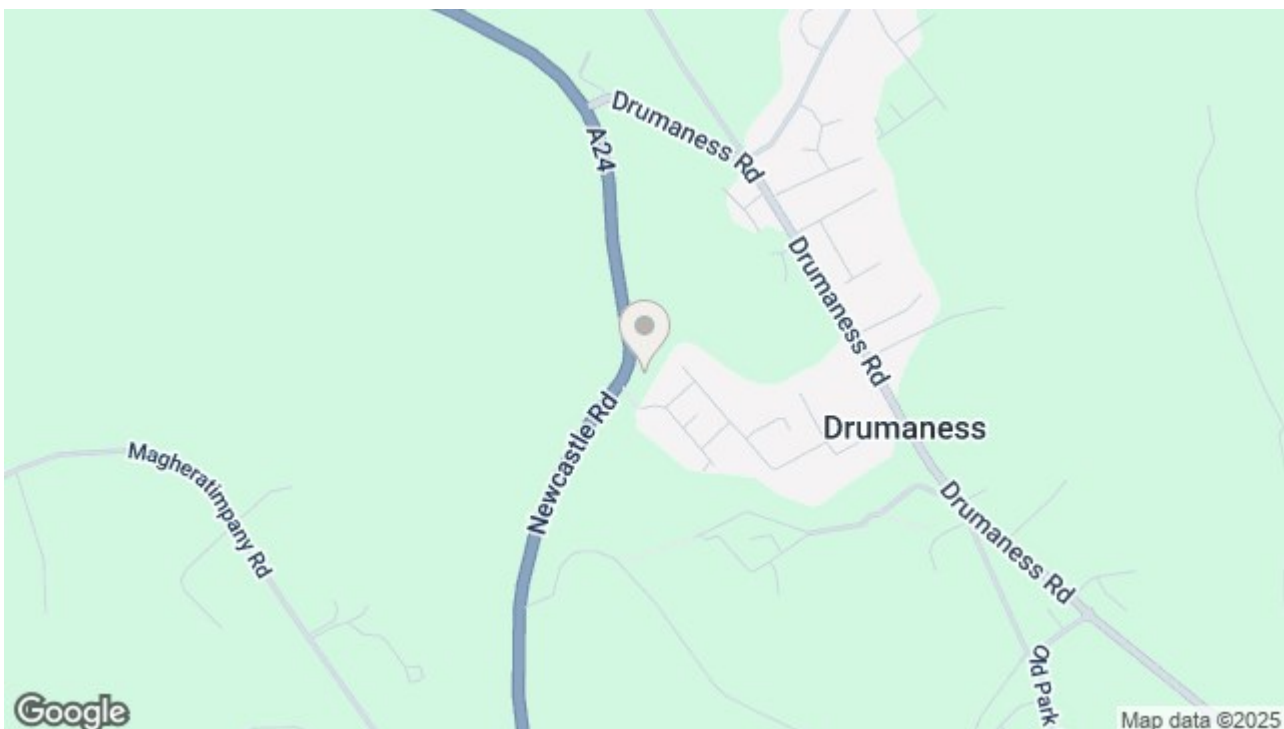 Drumaness Rd
A24
Drumaness Rd
Drumaness
Newcastle Rd
Magheratimpany Rd
Drumaness Rd
Old Park
Google
Map data ©2025